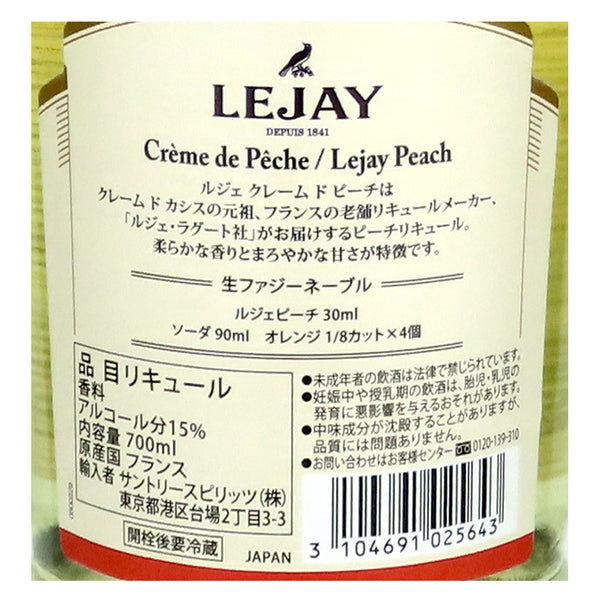 LEJAY
DEPUIS 1841
Crème de Pêche / Lejay Peach
ルジェ クレーム ド ピーチは
クレーム ド カシスの元祖、フランスの老舗リキュールメーカー、
「ルジェ・ラグート社」がお届けするピーチリキュール。
柔らかな香りとまろやかな甘さが特徴です。
生ファジーネーブル
ルジェピーチ 30ml
ソーダ 90ml オレンジ 1/8カット×4個
品 目リキュール
香料
アルコール分15%
内容量 700ml
原産国 フランス
輸入者 サントリースピリッツ(株)
東京都港区台場2丁目3-3
開栓後要冷蔵
JAPAN
●未成年者の飲酒は法律で禁じられています。
●妊娠中や授乳期の飲酒は、胎児・乳児の
発育に悪影響を与えるおそれがあります。
●中味成分が沈殿することがありますが、
品質には問題ありません。
●お問い合わせはお客様センター 0120-139-310
3 104691 025643